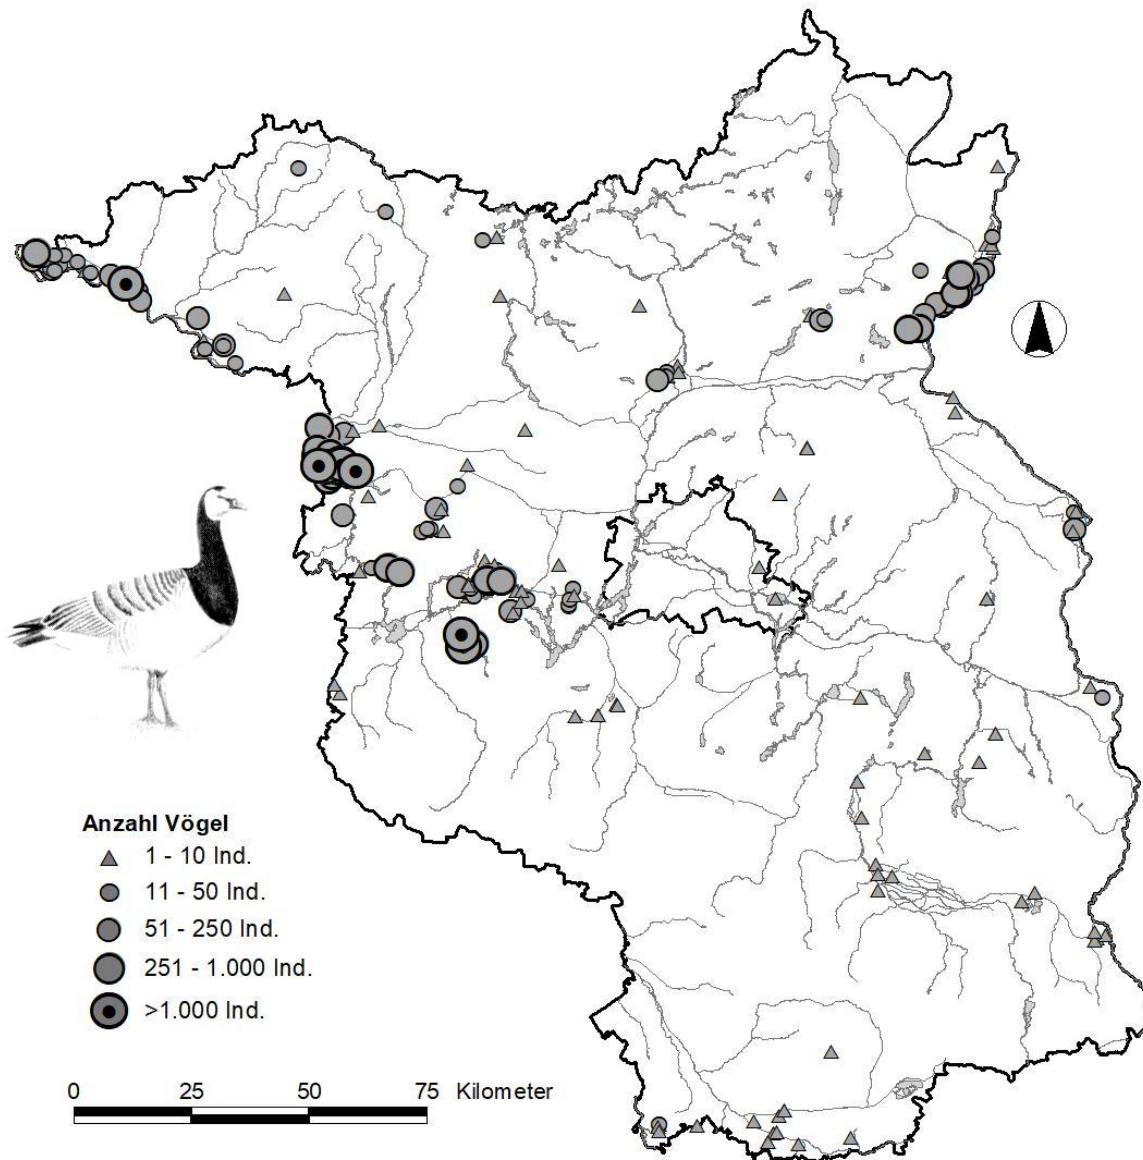 Anzahl Vögel
1 - 10 Ind.
11 - 50 Ind.
51 - 250 Ind.
251 - 1.000 Ind.
>1.000 Ind.
0 25 50 75 Kilometer